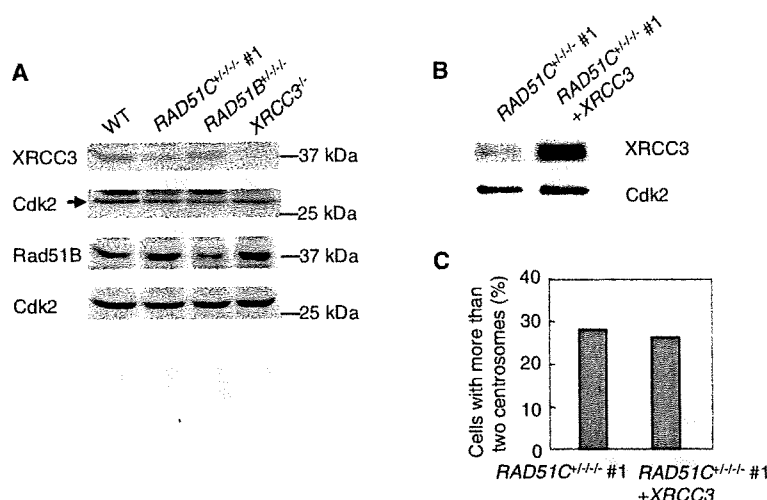 A
WT
RAD51C+/-/-/- #1
RAD51B+/-/-/-
XRCC3-/-
XRCC3
37 kDa
Cdk2
25 kDa
Rad51B
37 kDa
Cdk2
25 kDa
B
RAD51C+/-/-/- #1
RAD51C+/-/-/- #1
+XRCC3
XRCC3
Cdk2
C
Cells with more than
two centrosomes (%)
40
30
20
10
0
RAD51C+/-/-/- #1
RAD51C+/-/-/- #1
+XRCC3